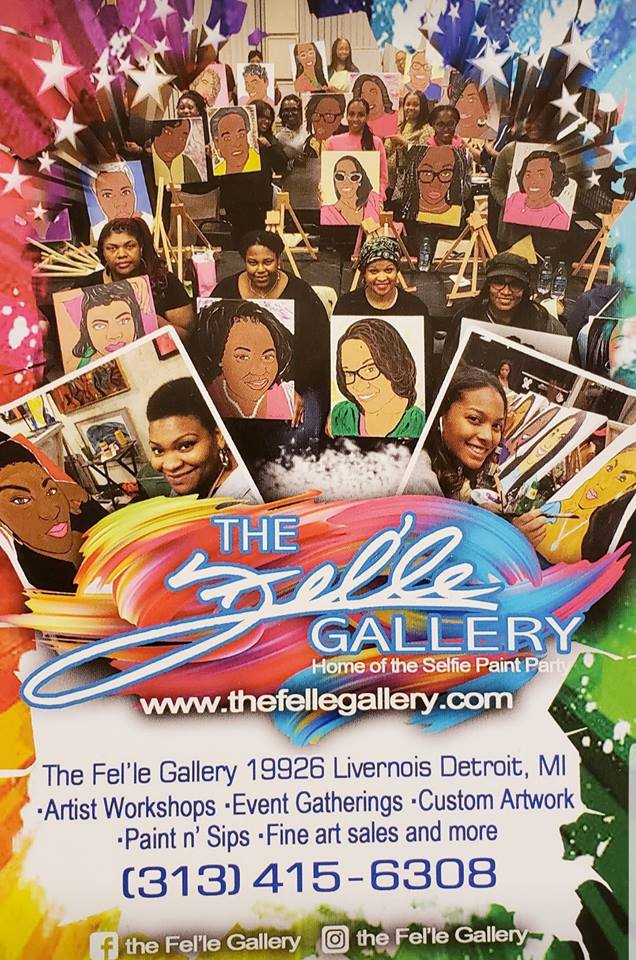 THE
Fel'le
GALLERY
Home of the Selfie Paint Party
www.thefellegallery.com
The Fel'le Gallery 19926 Livernois Detroit, MI
·Artist Workshops ·Event Gatherings ·Custom Artwork
·Paint n' Sips ·Fine art sales and more
(313) 415-6308
the Fel'le Gallery the Fel'le Gallery